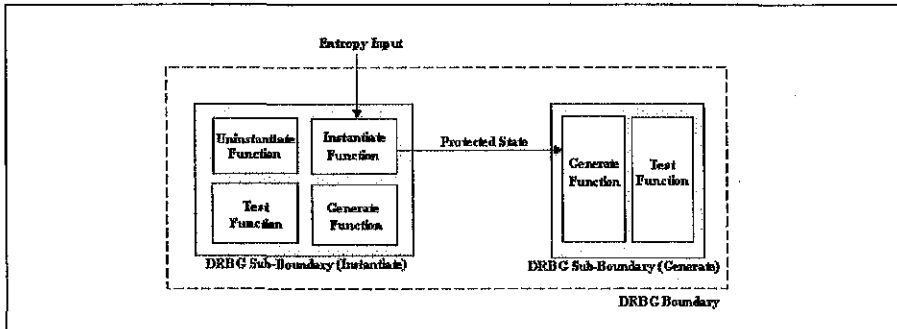 Entropy Input
Uninstantiate
Function
Instantiate
Function
Protected State
Generate
Function
Test
Function
Test
Function
Generate
Function
DRBG Sub-Boundary (Instantiate)
DRBG Sub-Boundary (Generate)
DRBG Boundary